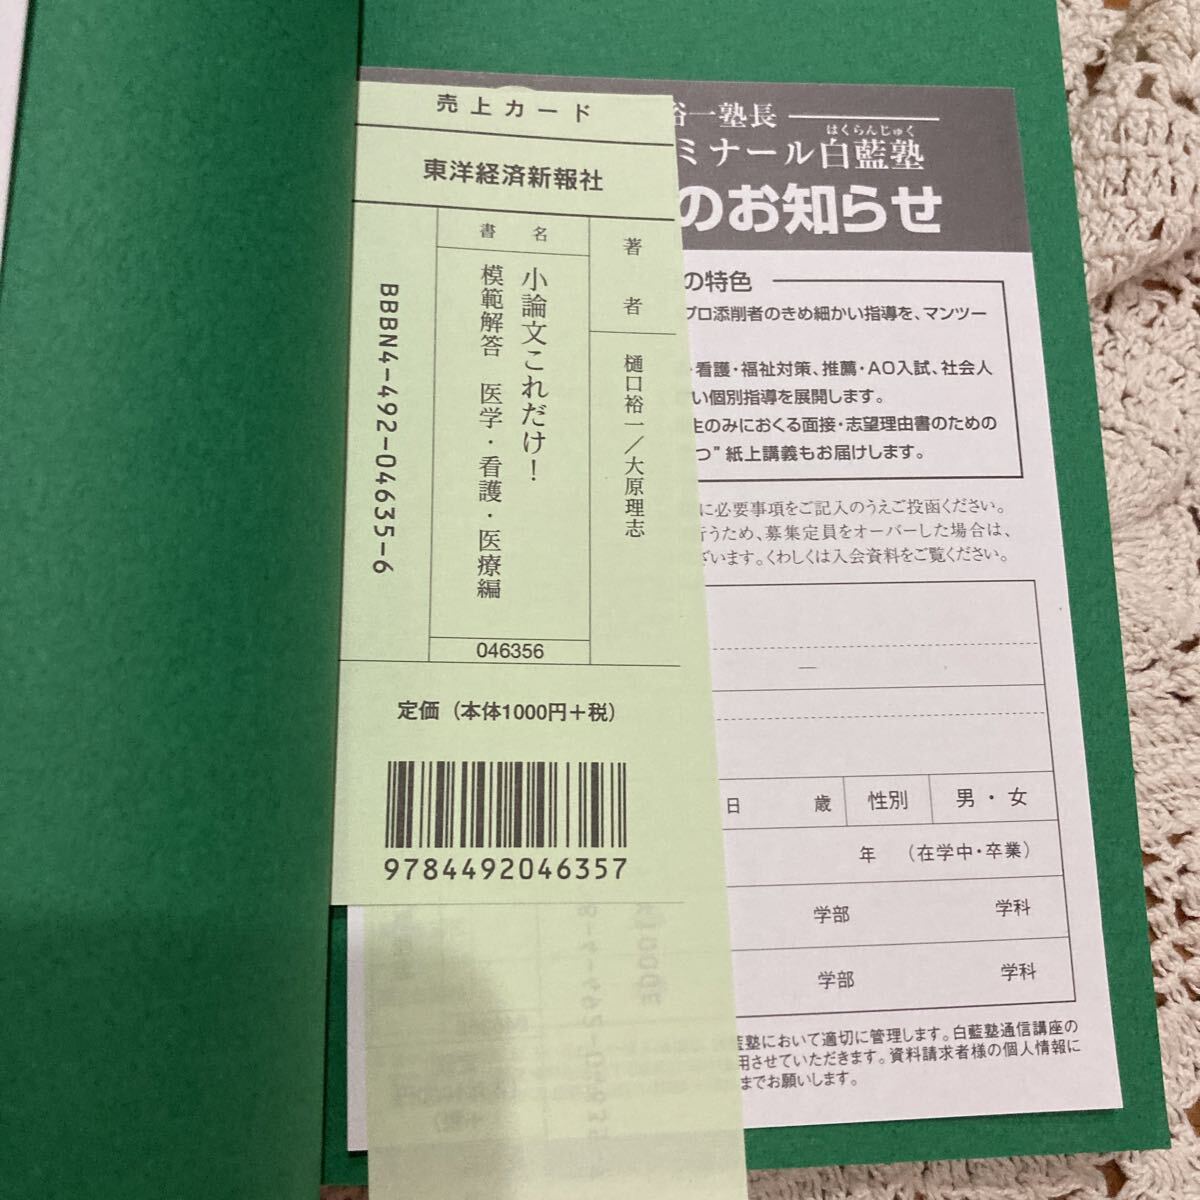 売上カード
東洋経済新報社
著者
樋口裕一/大原理志
書名
小論文これだけ!
模範解答 医学・看護・医療編
046356
BBBN4-492-04635-6
定価(本体1000円+税)
9784492046357
裕一塾長
はくらんじゅく
ミナール白藍塾
のお知らせ
の特色
プロ添削者のきめ細かい指導を、マンツー
・看護・福祉対策、推薦・AO入試、社会人
い個別指導を展開します。
生のみにおくる面接・志望理由書のための
つ”紙上講義もお届けします。
に必要事項をご記入のうえご投函ください。
行うため、募集定員をオーバーした場合は、
ざいます。くわしくは入会資料をご覧ください。
—
日 歳 性別 男・女
年 (在学中・卒業)
学部 学科
学部 学科
藍塾において適切に管理します。白藍塾通信講座の
用させていただきます。資料請求者様の個人情報に
までお願いします。